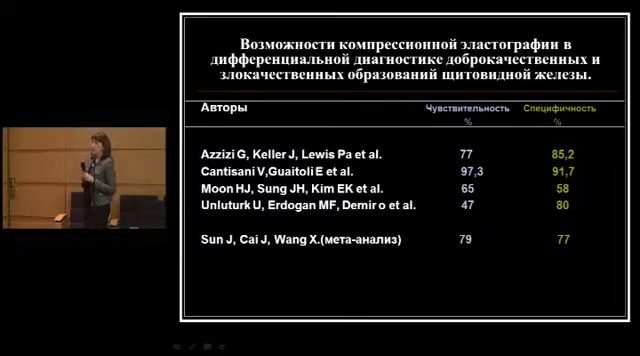 Возможности компрессионной эластографии в
дифференциальной диагностике доброкачественных и
злокачественных образований щитовидной железы.
Авторы Чувствительность % Специфичность %
Azzizi G, Keller J, Lewis Pa et al. 77 85,2
Cantisani V,Guaitoli E et al. 97,3 91,7
Moon HJ, Sung JH, Kim EK et al. 65 58
Unluturk U, Erdogan MF, Demir o et al. 47 80
Sun J, Cai J, Wang X.(мета-анализ) 79 77